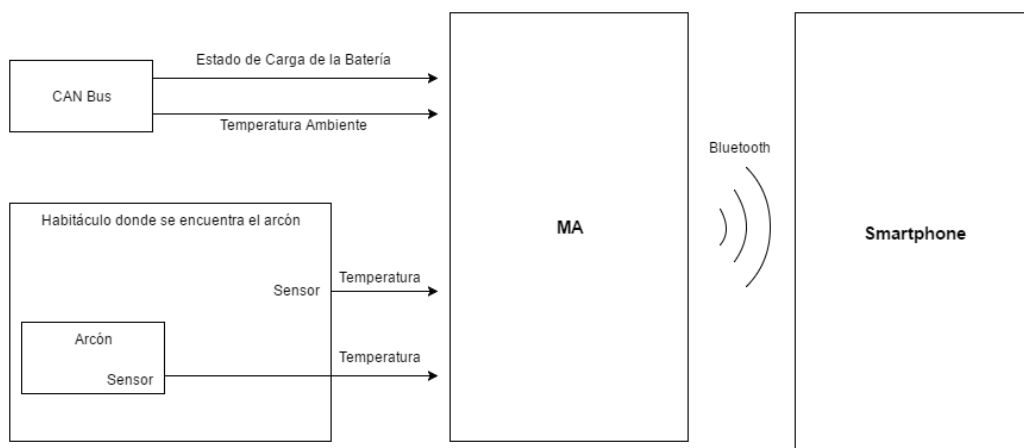 Estado de Carga de la Batería
CAN Bus
Temperatura Ambiente
Habitáculo donde se encuentra el arcón
Sensor
Temperatura
Arcón
Sensor
Temperatura
MA
Bluetooth
Smartphone